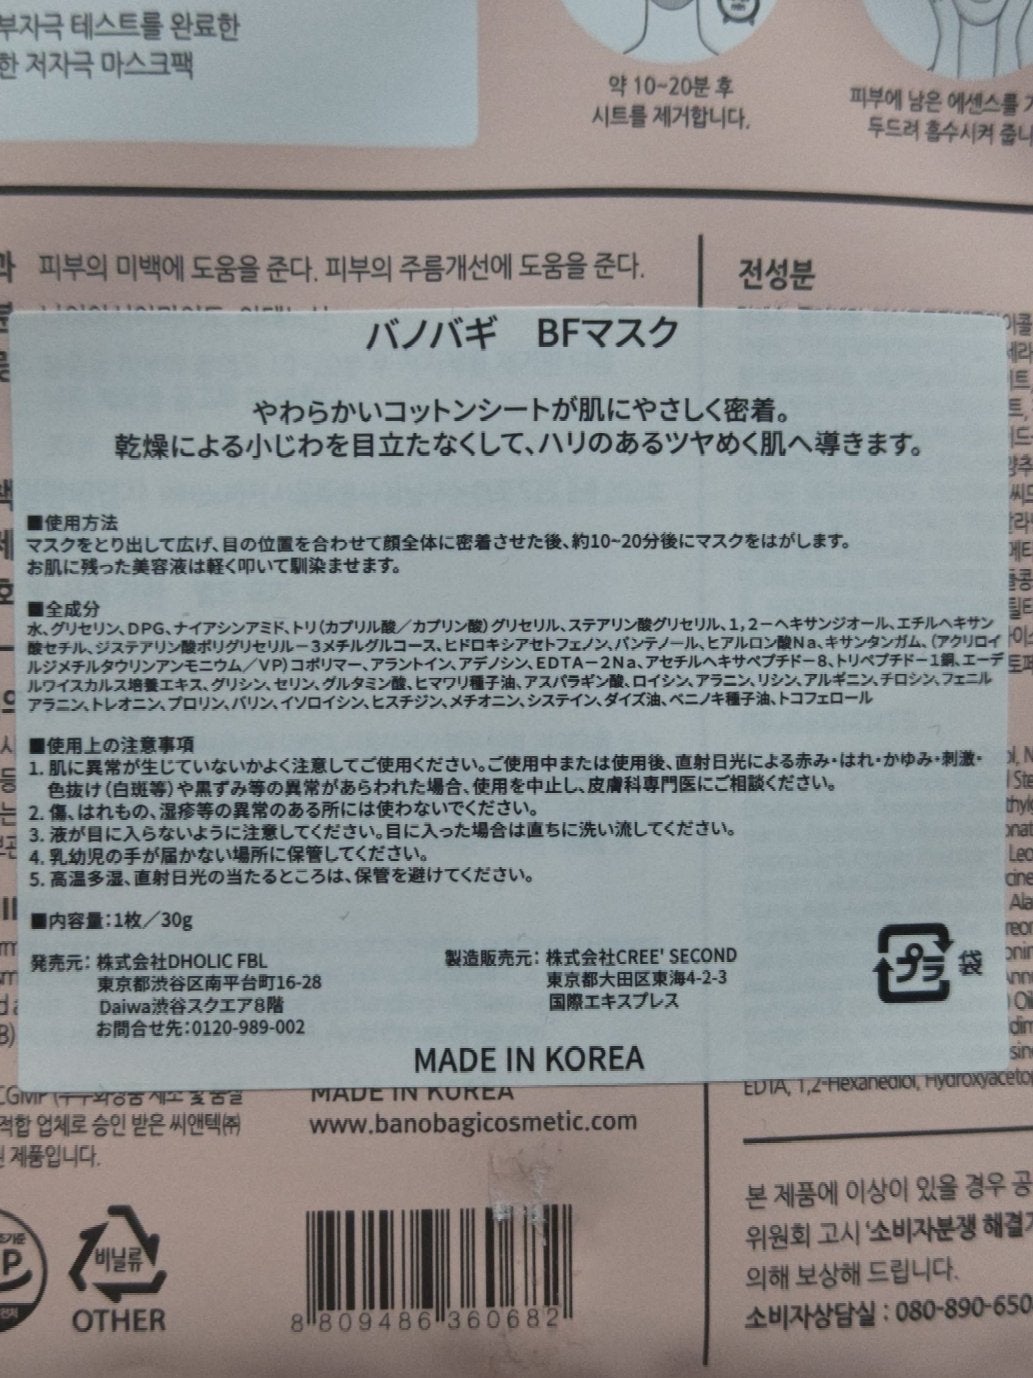 부자극 테스트를 완료한
한 저자극 마스크팩
약 10~20분 후
시트를 제거합니다.
피부에 남은 에센스를
두드려 흡수시켜 줍니
피부의 미백에 도움을 준다. 피부의 주름개선에 도움을 준다.
전성분
バノバギ BFマスク
やわらかいコットンシートが肌にやさしく密着。
乾燥による小じわを目立たなくして、ハリのあるツヤめく肌へ導きます。
■使用方法
マスクをとり出して広げ、目の位置を合わせて顔全体に密着させた後、約10~20分後にマスクをはがします。
お肌に残った美容液は軽く叩いて馴染ませます。
■全成分
水、グリセリン、DPG、ナイアシンアミド、トリ(カプリル酸/カプリン酸)グリセリル、ステアリン酸グリセリル、1,2-ヘキサンジオール、エチルヘキサン
酸セチル、ジステアリン酸ポリグリセリル-3メチルグルコース、ヒドロキシアセトフェノン、パンテノール、ヒアルロン酸Na、キサンタンガム、(アクリロイ
ルジメチルタウリンアンモニウム/VP)コポリマー、アラントイン、アデノシン、EDTA-2Na、アセチルヘキサペプチド-8、トリペプチド-1銅、エーデ
ルワイスカルス培養エキス、グリシン、セリン、グルタミン酸、ヒマワリ種子油、アスパラギン酸、ロイシン、アラニン、リシン、アルギニン、チロシン、フェニル
アラニン、トレオニン、プロリン、バリン、イソロイシン、ヒスチジン、メチオニン、システイン、ダイズ油、ベニノキ種子油、トコフェロール
■使用上の注意事項
1. 肌に異常が生じていないかよく注意してご使用ください。ご使用中または使用後、直射日光による赤み・はれ・かゆみ・刺激・
色抜け(白斑等)や黒ずみ等の異常があらわれた場合、使用を中止し、皮膚科専門医にご相談ください。
2. 傷、はれもの、湿疹等の異常のある所には使わないでください。
3. 液が目に入らないように注意してください。目に入った場合は直ちに洗い流してください。
4. 乳幼児の手が届かない場所に保管してください。
5. 高温多湿、直射日光の当たるところは、保管を避けてください。
■内容量:1枚/30g
発売元: 株式会社DHOLIC FBL
東京都渋谷区南平台町16-28
Daiwa渋谷スクエア8階
お問合せ先:0120-989-002
製造販売元: 株式会社CREE' SECOND
東京都大田区東海4-2-3
国際エキスプレス
プラ 袋
MADE IN KOREA
MADE IN KOREA
www.banobagicosmetic.com
적합 업체로 승인 받은 씨앤텍㈜
제품입니다.
EDTA, 1,2-Hexanediol, Hydroxyaceto
비닐류
OTHER
8 809486 360682
본 제품에 이상이 있을 경우 공
위원회 고시 '소비자분쟁 해결
의해 보상해 드립니다.
소비자상담실 : 080-890-650